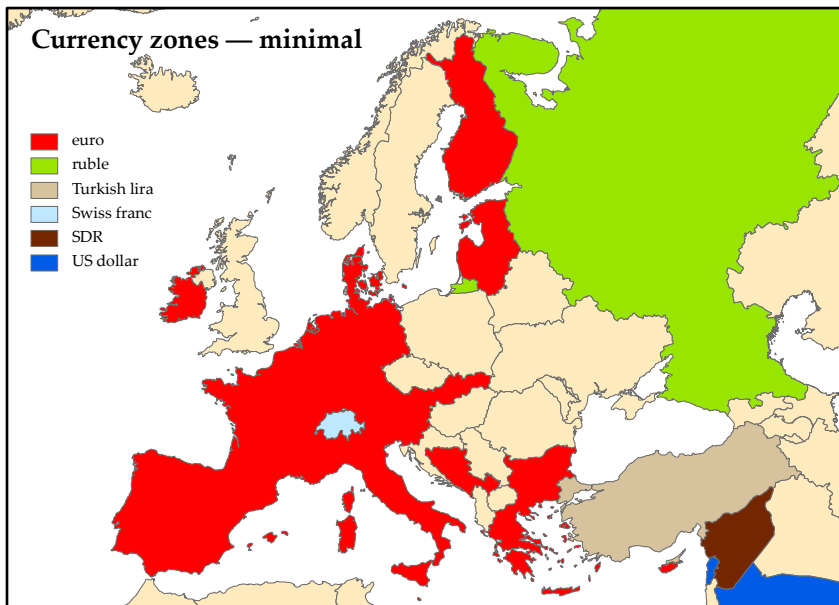 Currency zones — minimal
euro
ruble
Turkish lira
Swiss franc
SDR
US dollar